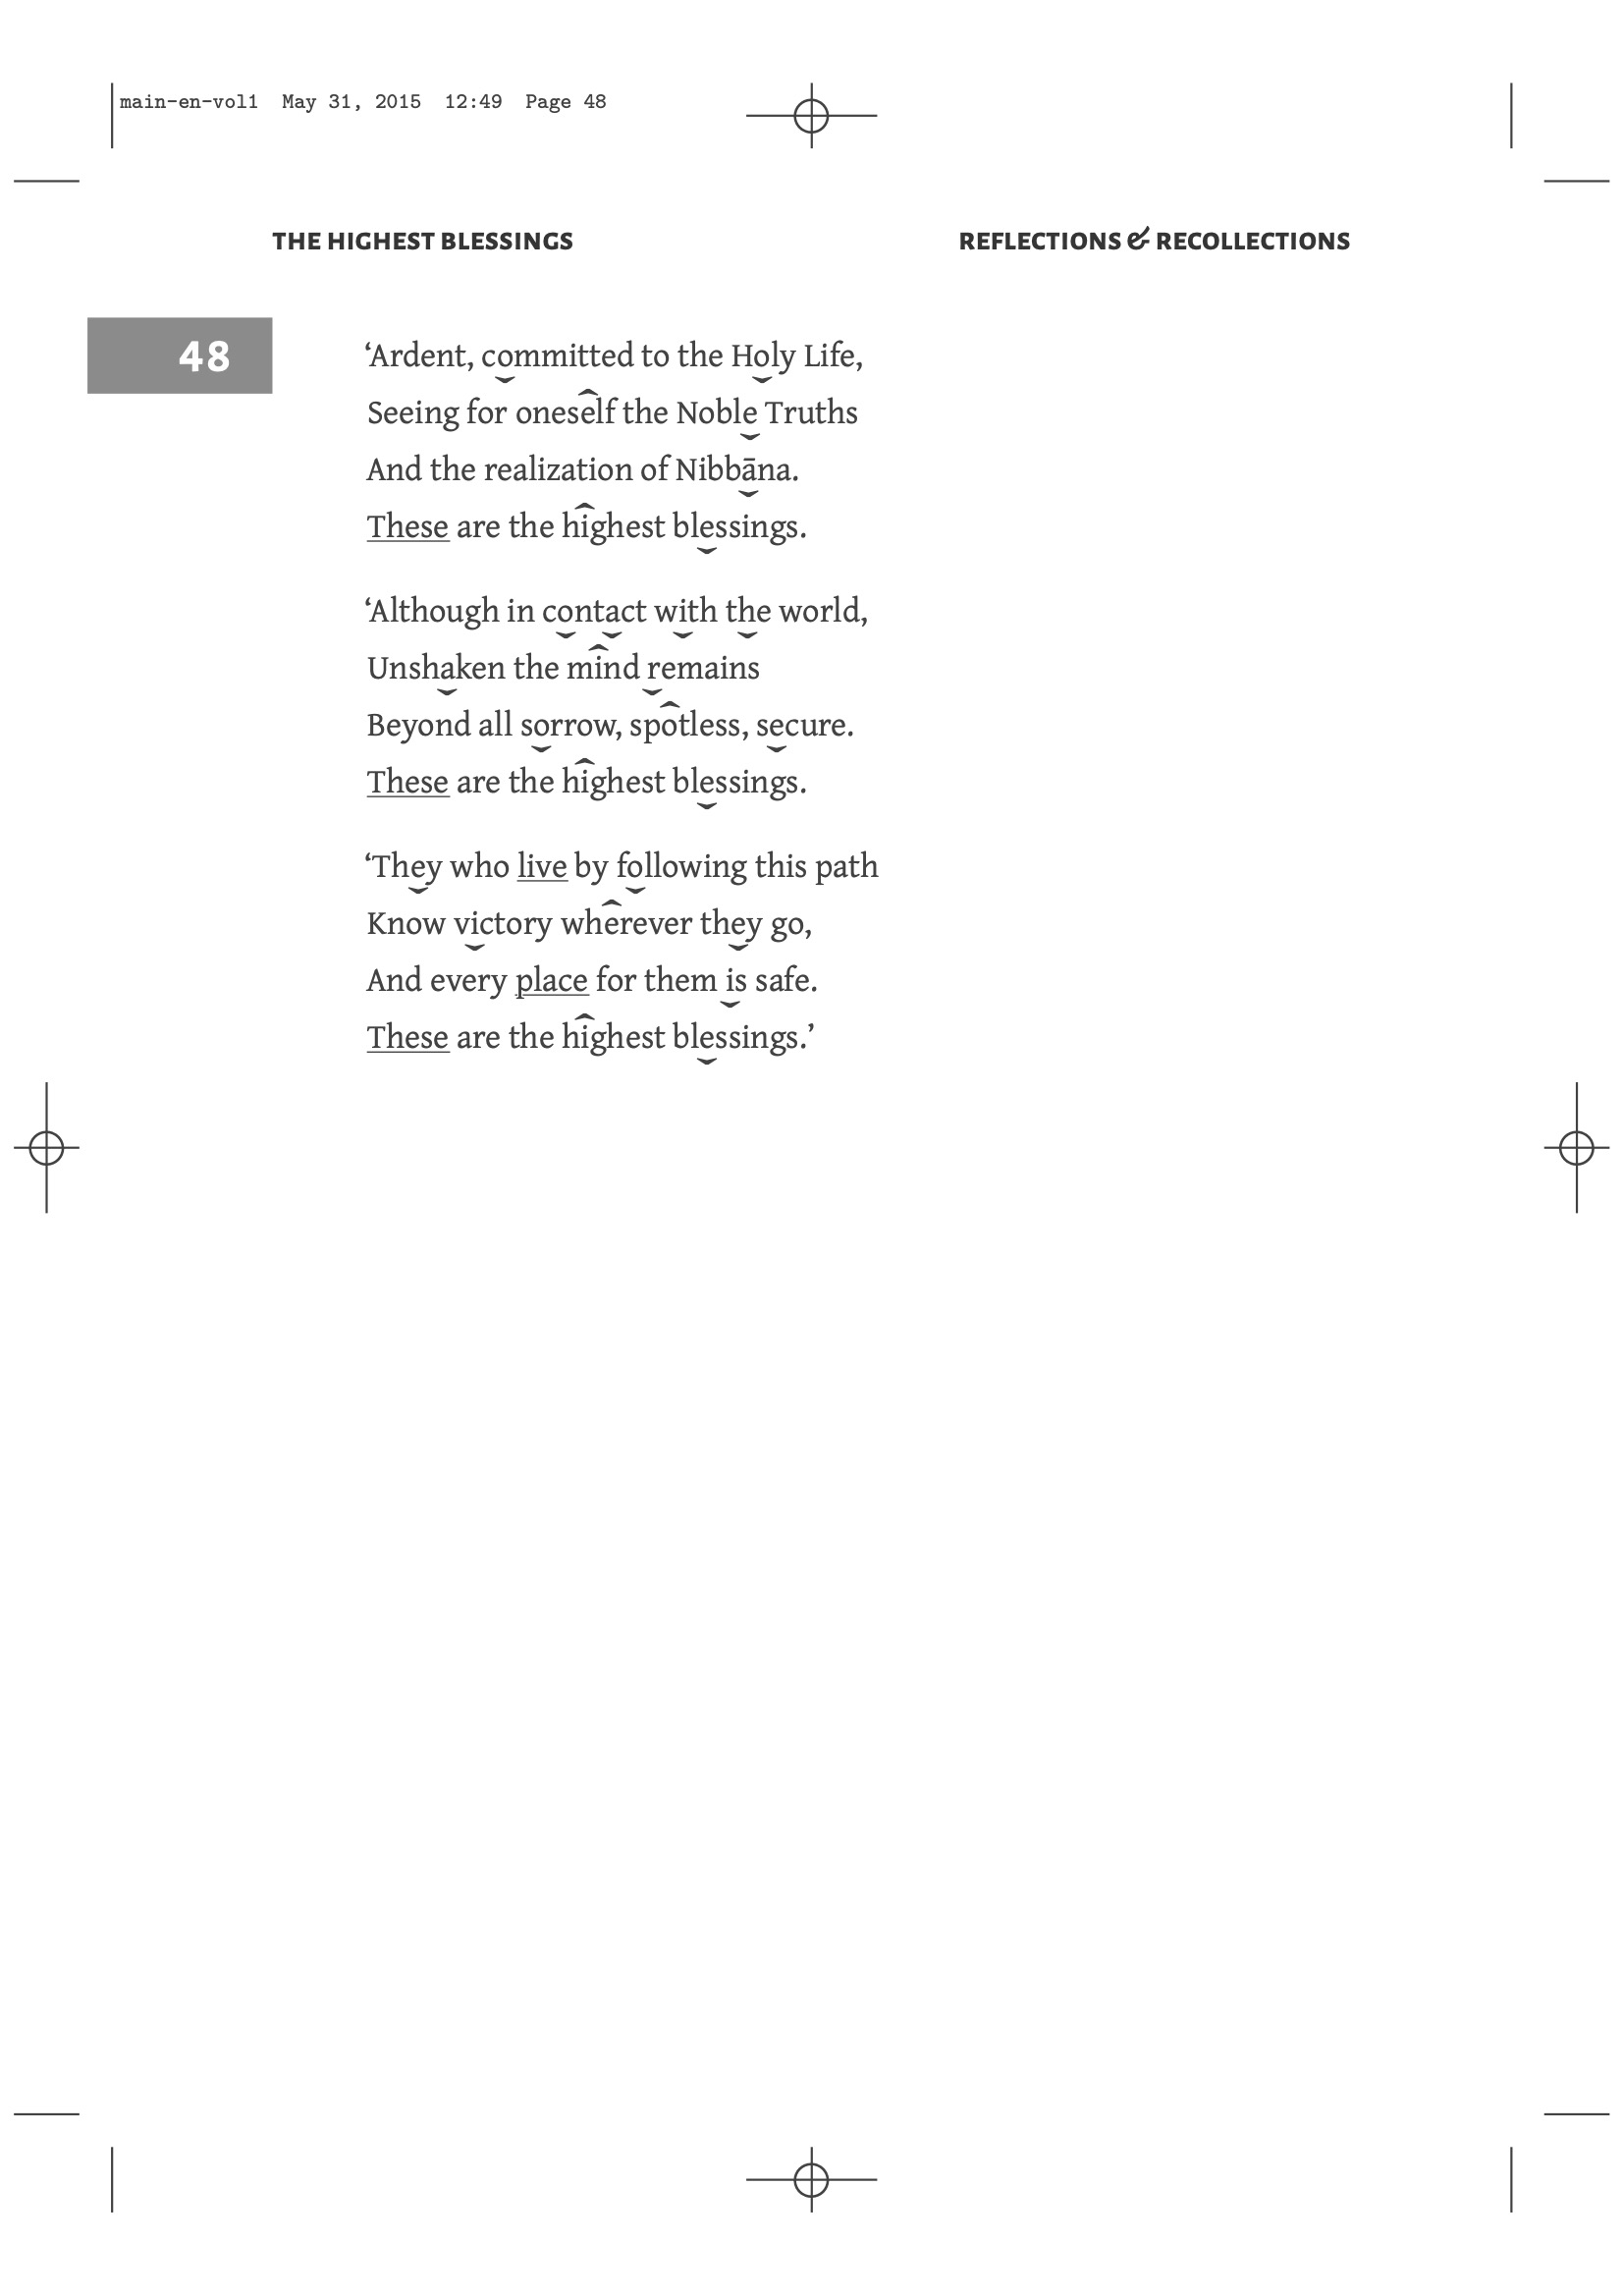 main-en-vol1 May 31, 2015 12:49 Page 48
THE HIGHEST BLESSINGS
REFLECTIONS & RECOLLECTIONS
48
‘Ardent, committed to the Holy Life,
Seeing for oneself the Noble Truths
And the realization of Nibbāna.
These are the highest blessings.
‘Although in contact with the world,
Unshaken the mind remains
Beyond all sorrow, spotless, secure.
These are the highest blessings.
‘They who live by following this path
Know victory wherever they go,
And every place for them is safe.
These are the highest blessings.’